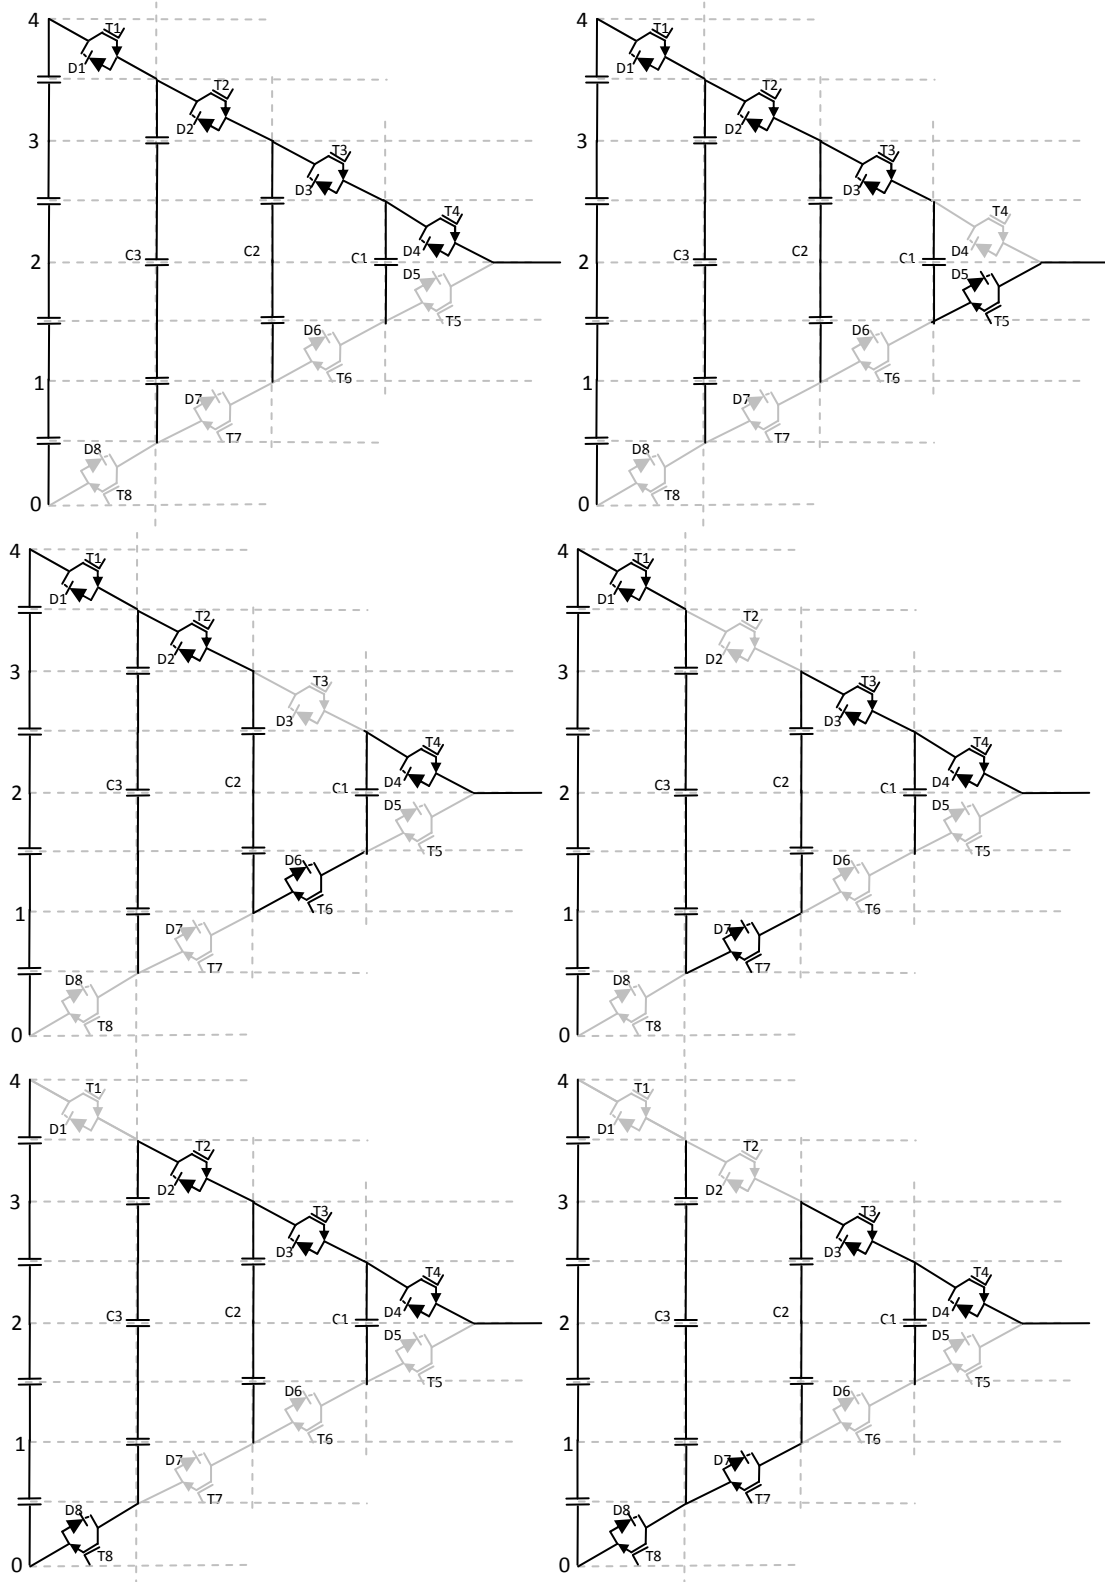 4 T1 4 T1
D1 D1
T2 T2
D2 D2
3 T3 3 T3
D3 D3
T4 T4
C3 C2 C1 D4 C3 C2 C1 D4
2 D5 2 D5
T5 T5
D6 D6
1 T6 1 T6
D7 D7
T7 T7
D8 D8
T8 T8
0 0
4 T1 4 T1
D1 D1
T2 T2
D2 D2
3 T3 3 T3
D3 D3
T4 T4
C3 C2 C1 D4 C3 C2 C1 D4
2 D5 2 D5
T5 T5
D6 D6
1 T6 1 T6
D7 D7
T7 T7
D8 D8
T8 T8
0 0
4 T1 4 T1
D1 D1
T2 T2
D2 D2
3 T3 3 T3
D3 D3
T4 T4
C3 C2 C1 D4 C3 C2 C1 D4
2 D5 2 D5
T5 T5
D6 D6
1 T6 1 T6
D7 D7
T7 T7
D8 D8
T8 T8
0 0